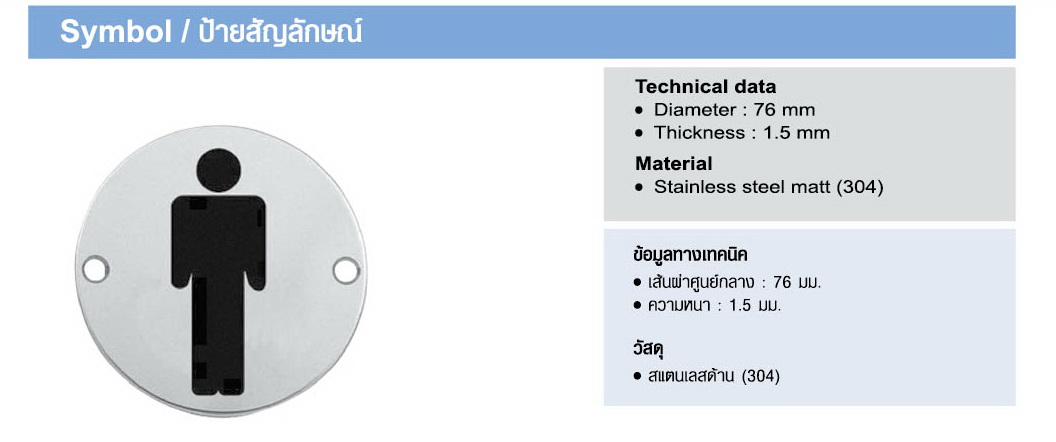 Symbol / ป้ายสัญลักษณ์
Technical data
• Diameter : 76 mm
• Thickness : 1.5 mm
Material
• Stainless steel matt (304)
ข้อมูลทางเทคนิค
• เส้นผ่าศูนย์กลาง : 76 มม.
• ความหนา : 1.5 มม.
วัสดุ
• สแตนเลสด้าน (304)